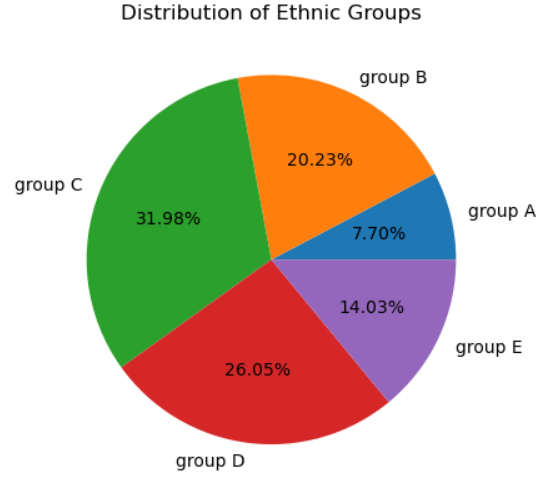 Distribution of Ethnic Groups
group B
20.23%
group C
31.98%
group A
7.70%
14.03%
group E
26.05%
group D